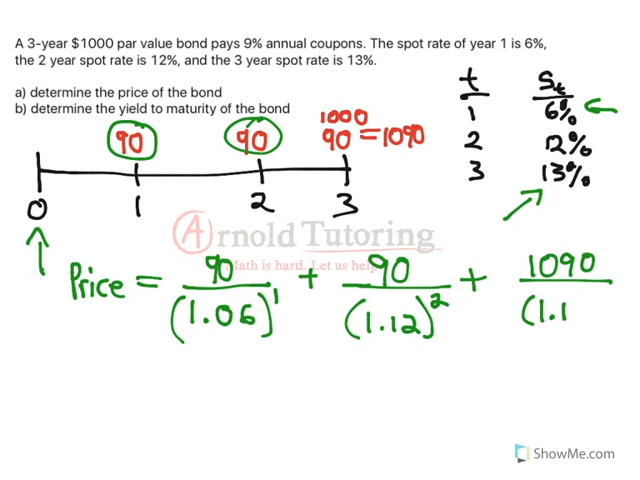 A 3-year $1000 par value bond pays 9% annual coupons. The spot rate of year 1 is 6%,
the 2 year spot rate is 12%, and the 3 year spot rate is 13%.
a) determine the price of the bond
b) determine the yield to maturity of the bond
t St
1 6%
2 12%
3 13%
1000
90 90 90 = 1090
0 1 2 3
Arnold Tutoring
Math is hard. Let us help
Price = 90/(1.06)^1 + 90/(1.12)^2 + 1090/(1.1
ShowMe.com